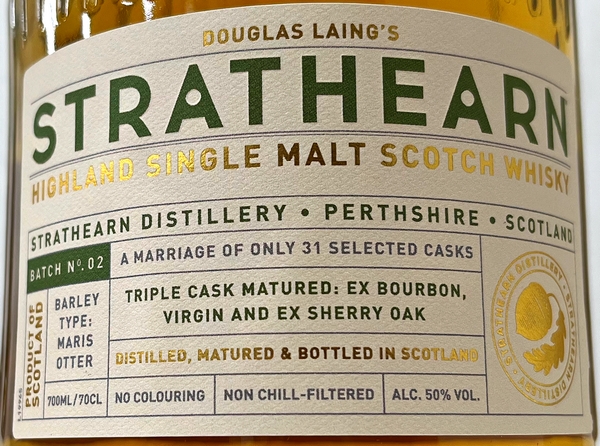 DOUGLAS LAING'S
STRATHEARN
HIGHLAND SINGLE MALT SCOTCH WHISKY
STRATHEARN DISTILLERY • PERTHSHIRE • SCOTLAND
BATCH Nº. 02
A MARRIAGE OF ONLY 31 SELECTED CASKS
PRODUCT OF
SCOTLAND
BARLEY
TYPE:
MARIS
OTTER
TRIPLE CASK MATURED: EX BOURBON,
VIRGIN AND EX SHERRY OAK
DISTILLED, MATURED & BOTTLED IN SCOTLAND
700ML/70CL
NO COLOURING
NON CHILL-FILTERED
ALC. 50% VOL.
STRATHEARN DISTILLERY • STRATHEARN DISTILLERY •